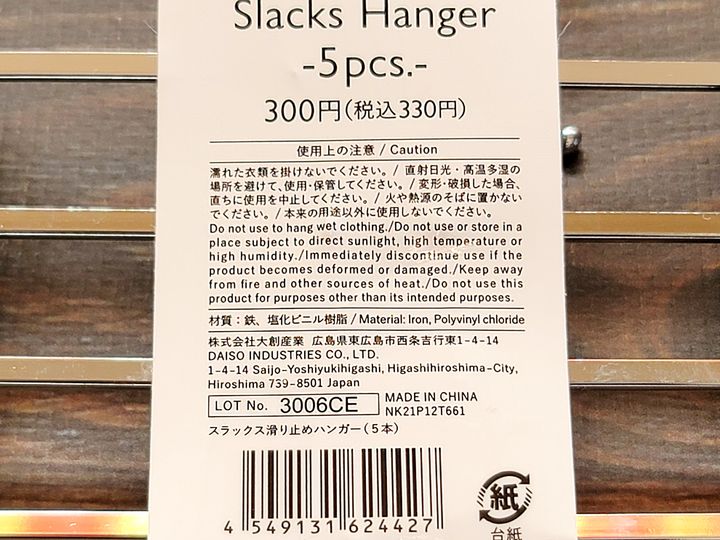 Slacks Hanger
-5pcs.-
300円(税込330円)
使用上の注意 / Caution
濡れた衣類を掛けないでください。/ 直射日光・高温多湿の
場所を避けて、使用・保管してください。/ 変形・破損した場合、
直ちに使用を中止してください。/ 火や熱源のそばに置かない
でください。/ 本来の用途以外に使用しないでください。
Do not use to hang wet clothing./Do not use or store in a
place subject to direct sunlight, high temperature or
high humidity./Immediately discontinue use if the
product becomes deformed or damaged./Keep away
from fire and other sources of heat./Do not use this
product for purposes other than its intended purposes.
材質：鉄、塩化ビニル樹脂 / Material: Iron, Polyvinyl chloride
株式会社大創産業 広島県東広島市西条吉行東1-4-14
DAISO INDUSTRIES CO., LTD.
1-4-14 Saijo-Yoshiyukihigashi, Higashihiroshima-City,
Hiroshima 739-8501 Japan
LOT No. 3006CE
MADE IN CHINA
NK21P12T661
スラックス滑り止めハンガー（5本）
4 549131 624427
紙
台紙